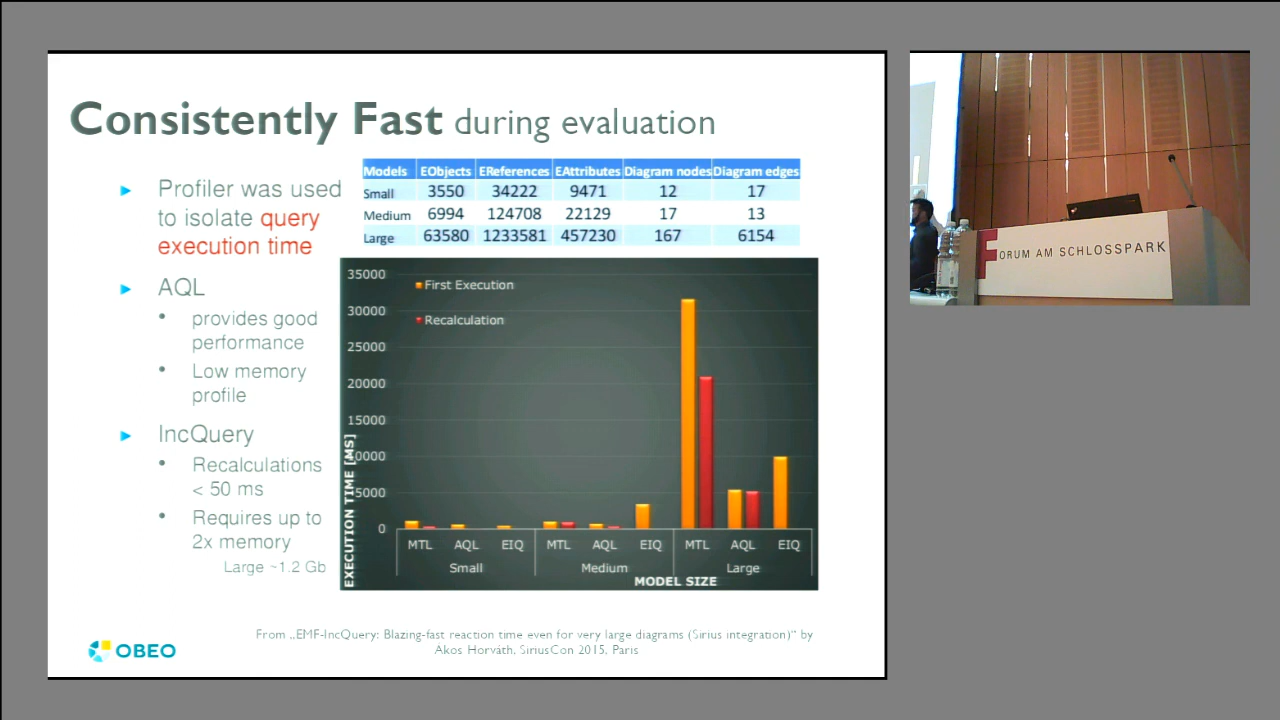 Consistently Fast during evaluation
Profiler was used
to isolate query
execution time
AQL
provides good
performance
Low memory
profile
IncQuery
Recalculations
< 50 ms
Requires up to
2x memory
Large ~1.2 Gb
Models EObjects EReferences EAttributes Diagram nodes Diagram edges
Small 3550 34222 9471 12 17
Medium 6994 124708 22129 17 13
Large 63580 1233581 457230 167 6154
35000
30000
25000
20000
15000
10000
5000
0
First Execution
Recalculation
EXECUTION TIME [MS]
MTL AQL EIQ MTL AQL EIQ MTL AQL EIQ
Small Medium Large
MODEL SIZE
From „EMF-IncQuery: Blazing-fast reaction time even for very large diagrams (Sirius integration)" by
Akos Horváth, SiriusCon 2015, Paris
OBEO
FORUM AM SCHLOSSPARK